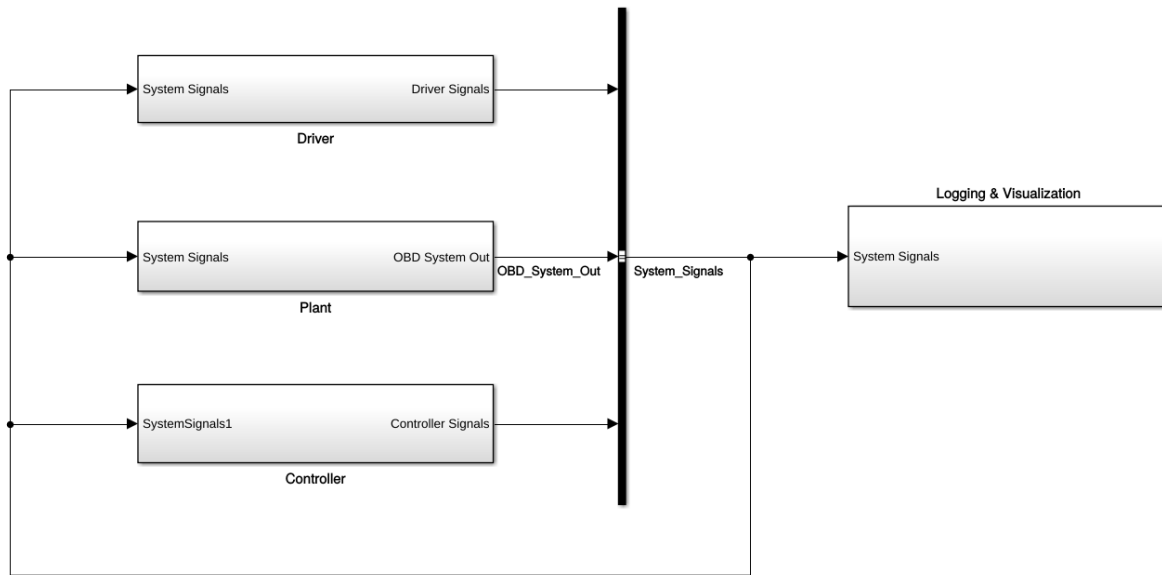 System Signals
Driver Signals
Driver
Logging & Visualization
System Signals
OBD System Out
OBD_System_Out
System_Signals
System Signals
Plant
SystemSignals1
Controller Signals
Controller